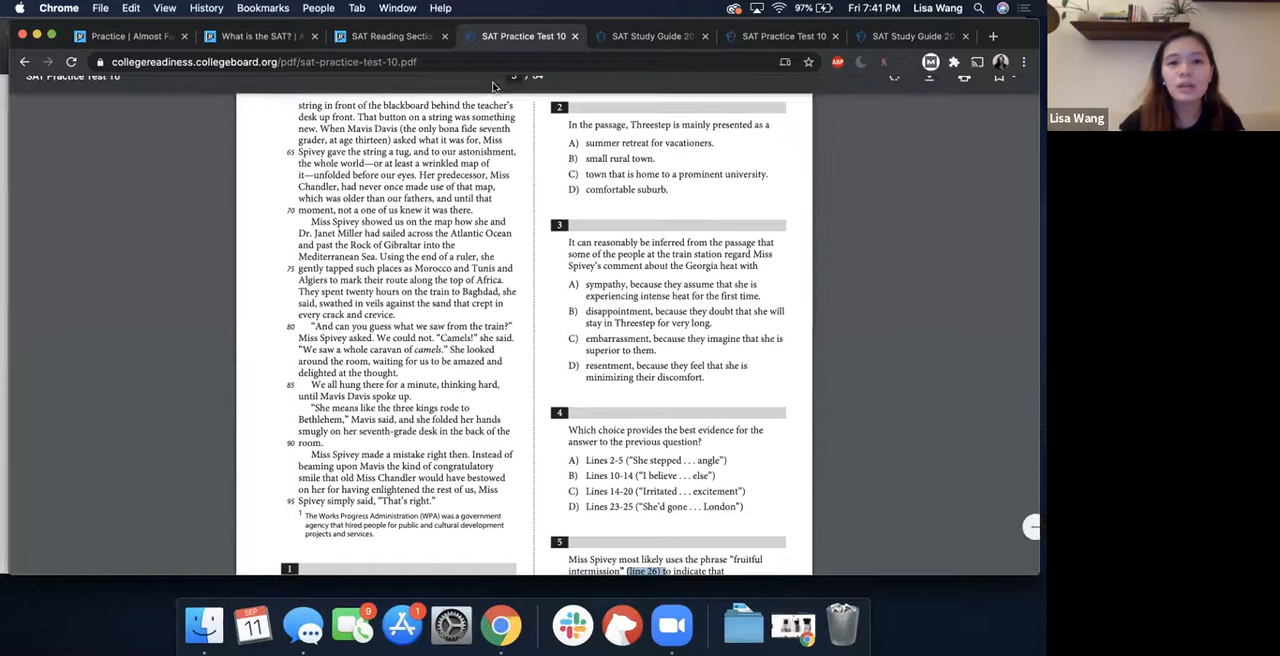 Chrome File Edit View History Bookmarks People Tab Window Help
97% Fri 7:41 PM Lisa Wang
Practice | Almost Fu
What is the SAT? | A
SAT Reading Sectio
SAT Practice Test 10
SAT Study Guide 20
SAT Practice Test 10
SAT Study Guide 20
collegereadiness.collegeboard.org/pdf/sat-practice-test-10.pdf
ABP
K
M
SAT Practice Test 10
/ 64
string in front of the blackboard behind the teacher's
desk up front. That button on a string was something
new. When Mavis Davis (the only bona fide seventh
grader, at age thirteen) asked what it was for, Miss
65 Spivey gave the string a tug, and to our astonishment,
the whole world—or at least a wrinkled map of
it—unfolded before our eyes. Her predecessor, Miss
Chandler, had never once made use of that map,
which was older than our fathers, and until that
70 moment, not a one of us knew it was there.
Miss Spivey showed us on the map how she and
Dr. Janet Miller had sailed across the Atlantic Ocean
and past the Rock of Gibraltar into the
Mediterranean Sea. Using the end of a ruler, she
75 gently tapped such places as Morocco and Tunis and
Algiers to mark their route along the top of Africa.
They spent twenty hours on the train to Baghdad, she
said, swathed in veils against the sand that crept in
every crack and crevice.
80 “And can you guess what we saw from the train?”
Miss Spivey asked. We could not. “Camels!” she said.
“We saw a whole caravan of camels.” She looked
around the room, waiting for us to be amazed and
delighted at the thought.
85 We all hung there for a minute, thinking hard,
until Mavis Davis spoke up.
“She means like the three kings rode to
Bethlehem,” Mavis said, and she folded her hands
smugly on her seventh-grade desk in the back of the
90 room.
Miss Spivey made a mistake right then. Instead of
beaming upon Mavis the kind of congratulatory
smile that old Miss Chandler would have bestowed
on her for having enlightened the rest of us, Miss
95 Spivey simply said, “That's right.”
1 The Works Progress Administration (WPA) was a government
agency that hired people for public and cultural development
projects and services.
1
2
In the passage, Threestep is mainly presented as a
A) summer retreat for vacationers.
B) small rural town.
C) town that is home to a prominent university.
D) comfortable suburb.
3
It can reasonably be inferred from the passage that
some of the people at the train station regard Miss
Spivey's comment about the Georgia heat with
A) sympathy, because they assume that she is
experiencing intense heat for the first time.
B) disappointment, because they doubt that she will
stay in Threestep for very long.
C) embarrassment, because they imagine that she is
superior to them.
D) resentment, because they feel that she is
minimizing their discomfort.
4
Which choice provides the best evidence for the
answer to the previous question?
A) Lines 2-5 (“She stepped . . . angle”)
B) Lines 10-14 (“I believe . . . else”)
C) Lines 14-20 (“Irritated . . . excitement”)
D) Lines 23-25 (“She'd gone . . . London”)
5
Miss Spivey most likely uses the phrase “fruitful
intermission” (line 26) to indicate that
SEP
11
9
1
Lisa Wang